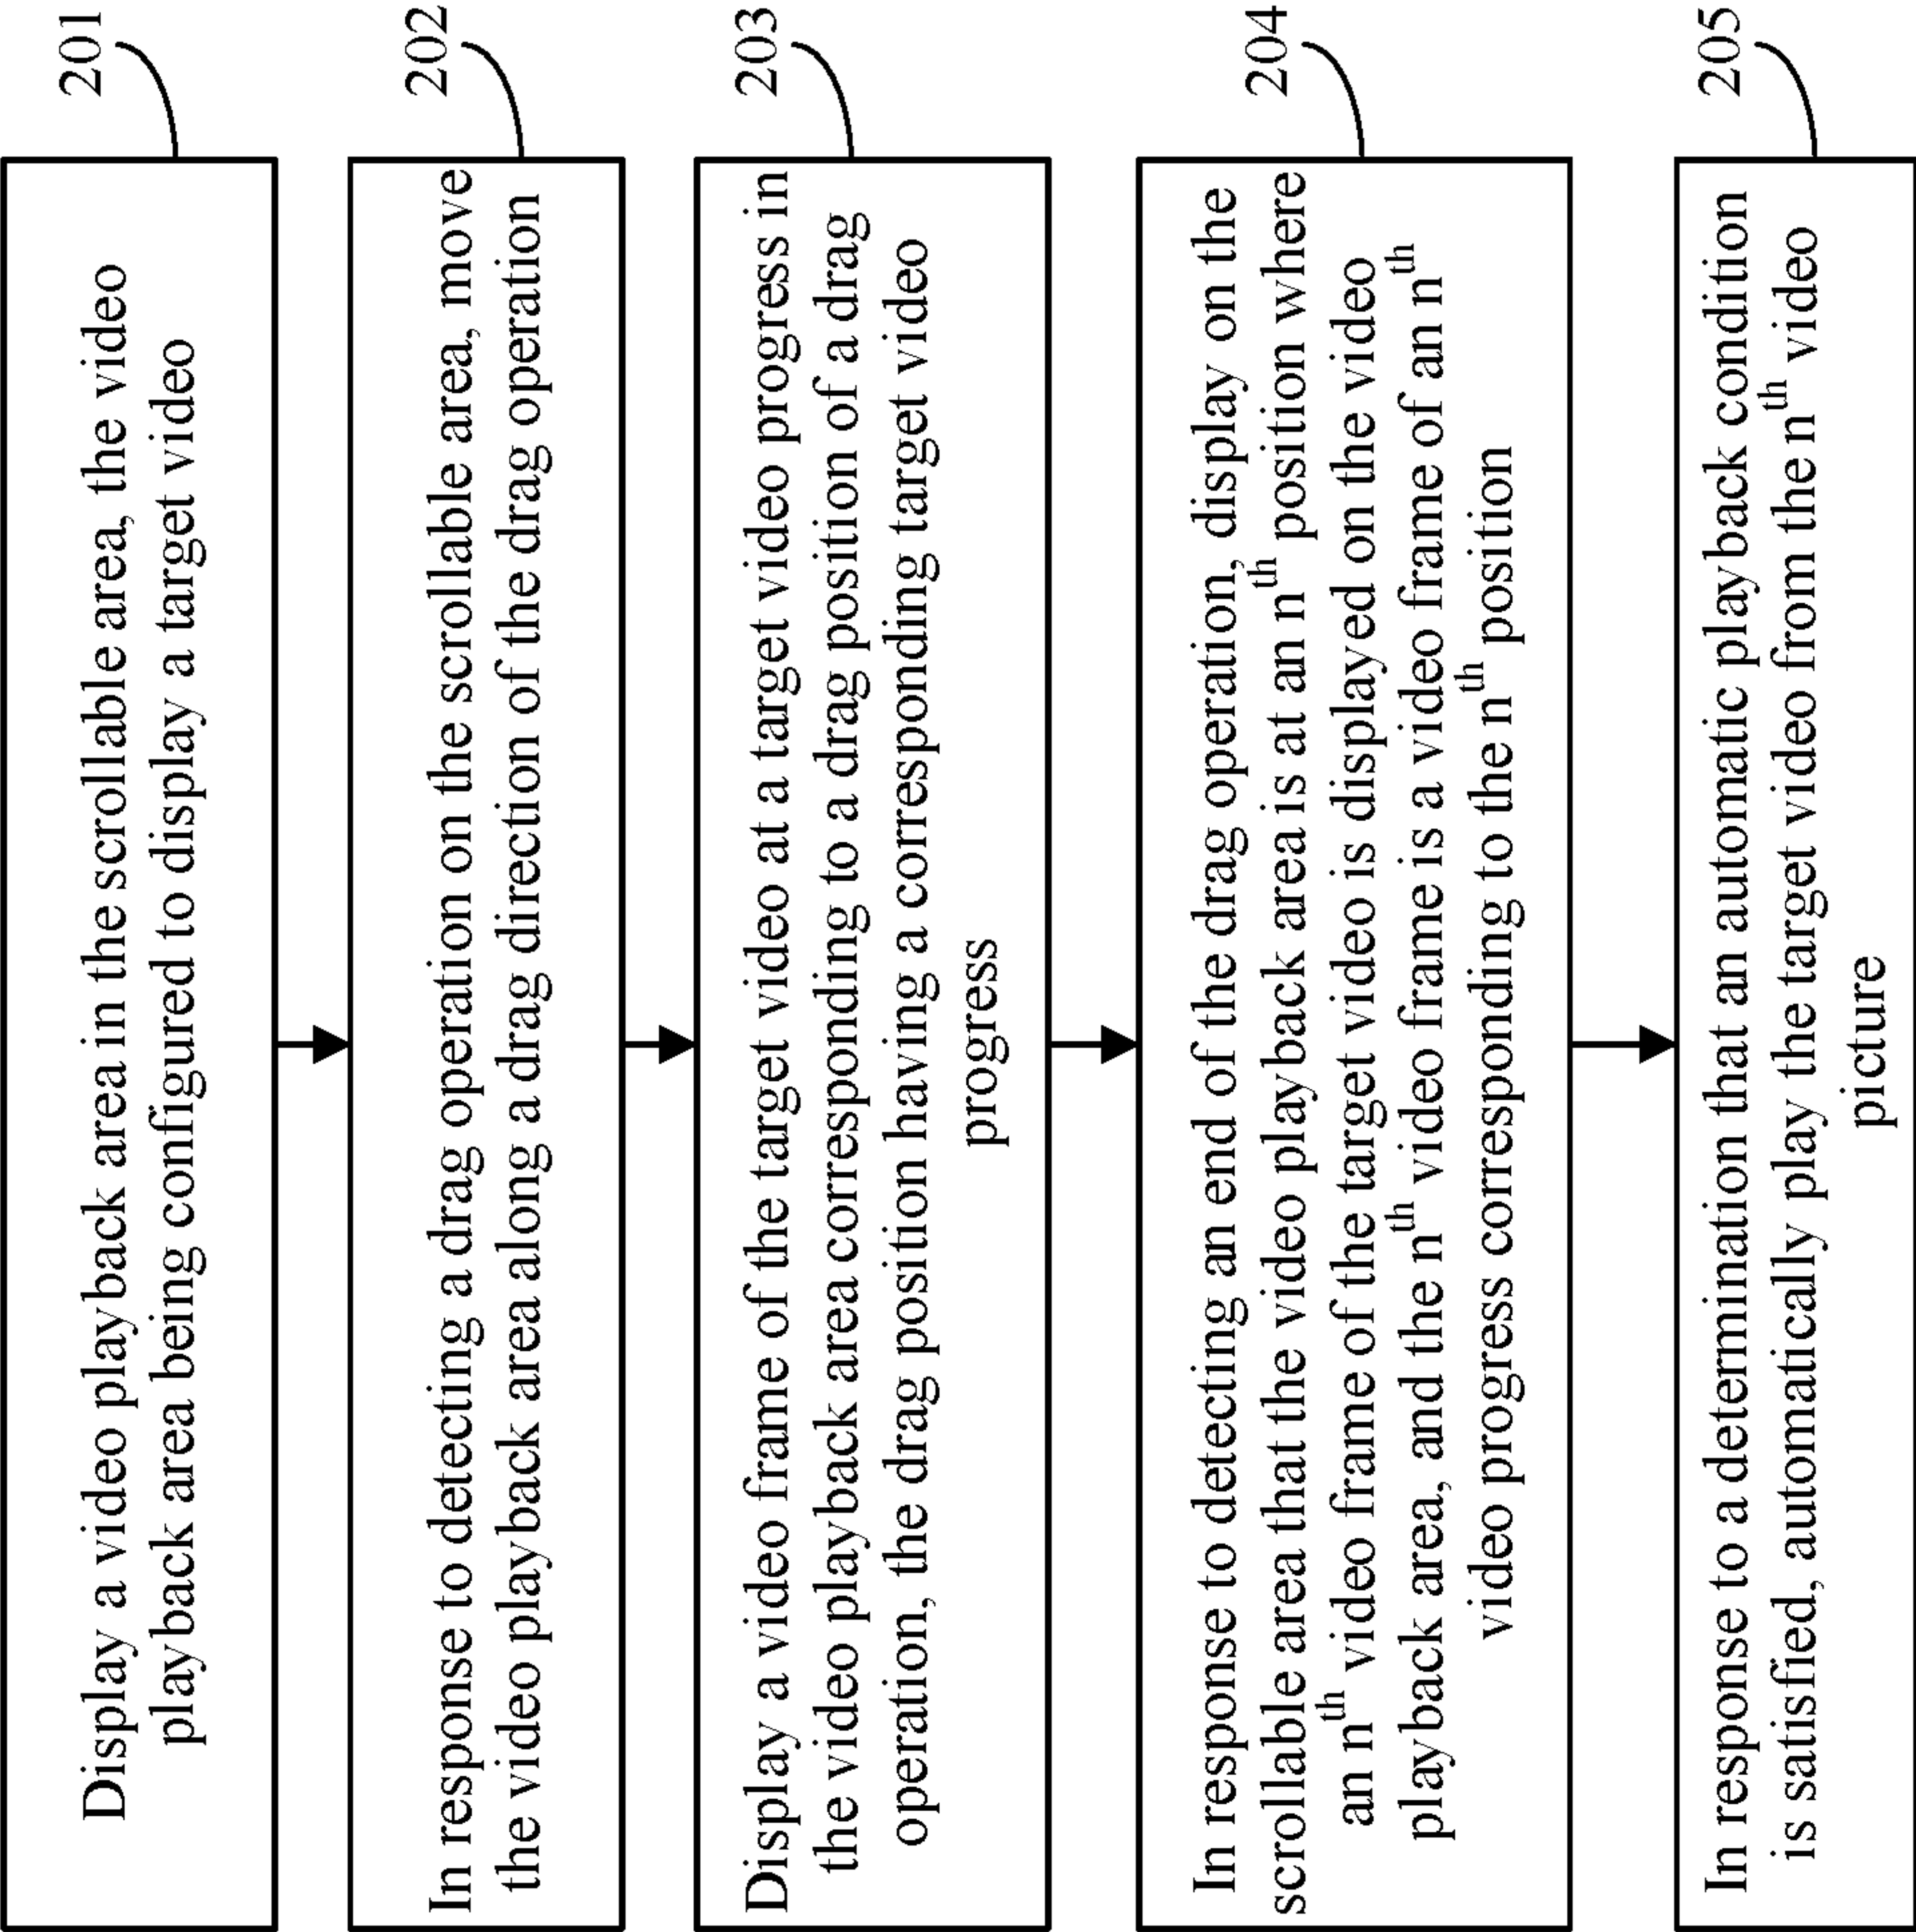 201
Display a video playback area in the scrollable area, the video
playback area being configured to display a target video
202
In response to detecting a drag operation on the scrollable area, move
the video playback area along a drag direction of the drag operation
203
Display a video frame of the target video at a target video progress in
the video playback area corresponding to a drag position of a drag
operation, the drag position having a corresponding target video
progress
204
In response to detecting an end of the drag operation, display on the
scrollable area that the video playback area is at an nth position where
an nth video frame of the target video is displayed on the video
playback area, and the nth video frame is a video frame of an nth
video progress corresponding to the nth position
205
In response to a determination that an automatic playback condition
is satisfied, automatically play the target video from the nth video
picture